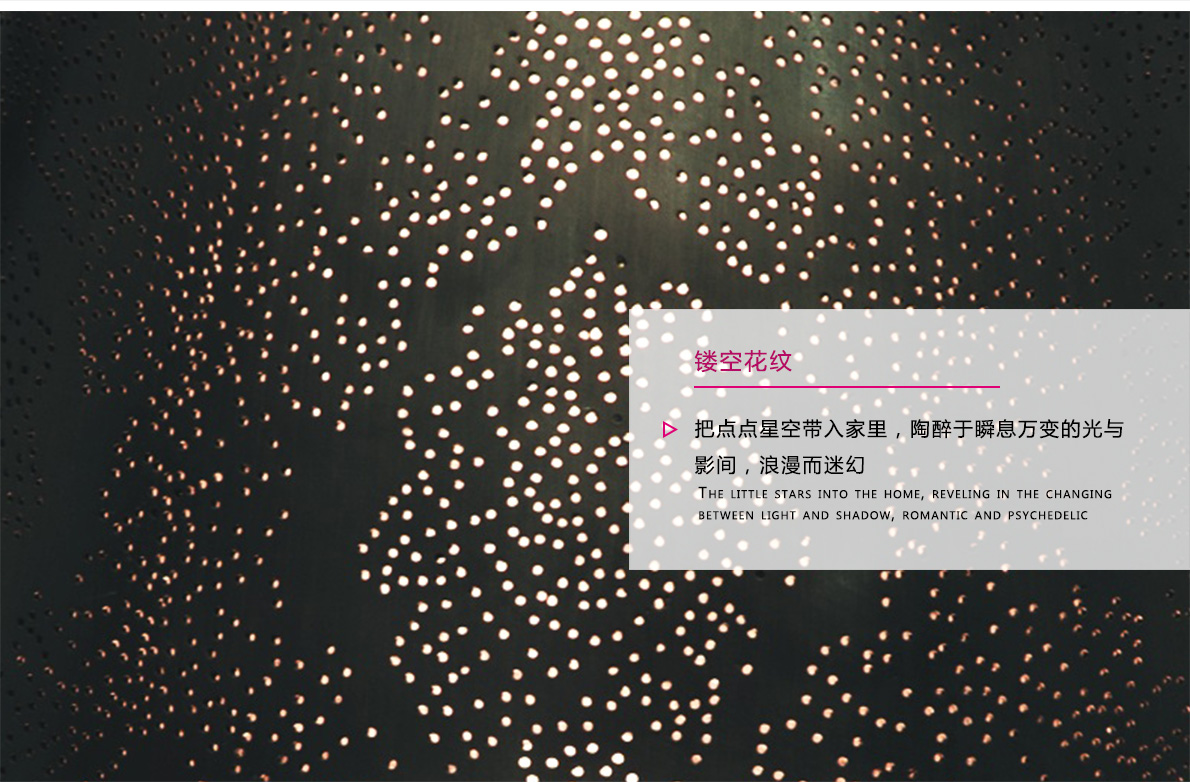 镂空花纹
把点点星空带入家里，陶醉于瞬息万变的光与
影间，浪漫而迷幻
The little stars into the home, reveling in the changing
between light and shadow, romantic and psychedelic